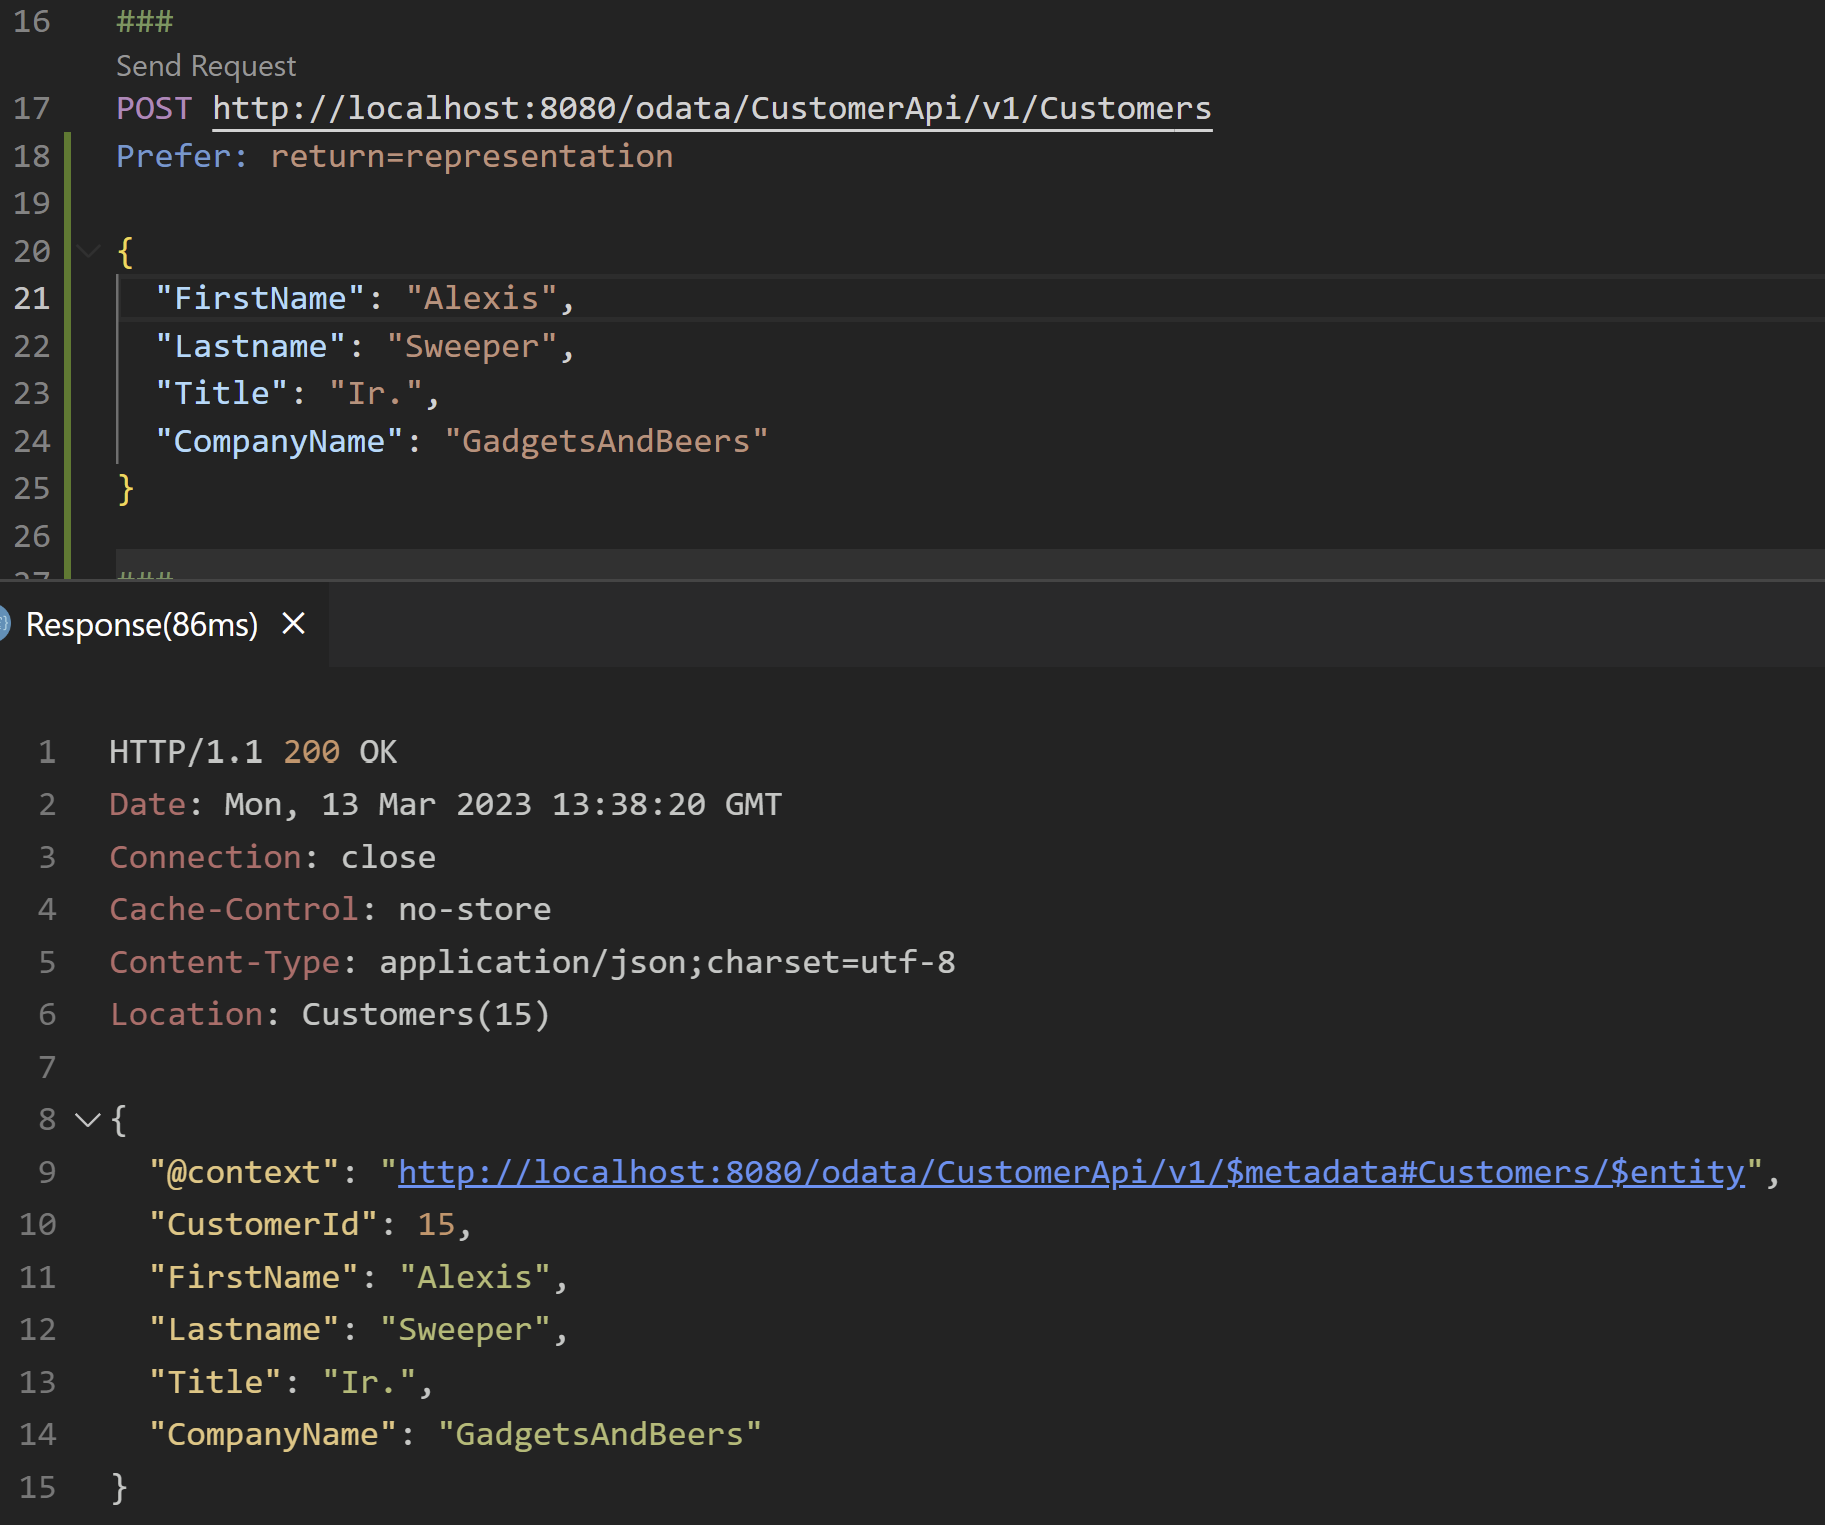 16 ###
Send Request
17 POST http://localhost:8080/odata/CustomerApi/v1/Customers
18 Prefer: return=representation
19
20 {
21 "FirstName": "Alexis",
22 "Lastname": "Sweeper",
23 "Title": "Ir.",
24 "CompanyName": "GadgetsAndBeers"
25 }
26
27 ###
Response(86ms) ×
1 HTTP/1.1 200 OK
2 Date: Mon, 13 Mar 2023 13:38:20 GMT
3 Connection: close
4 Cache-Control: no-store
5 Content-Type: application/json;charset=utf-8
6 Location: Customers(15)
7
8 {
9 "@context": "http://localhost:8080/odata/CustomerApi/v1/$metadata#Customers/$entity",
10 "CustomerId": 15,
11 "FirstName": "Alexis",
12 "Lastname": "Sweeper",
13 "Title": "Ir.",
14 "CompanyName": "GadgetsAndBeers"
15 }